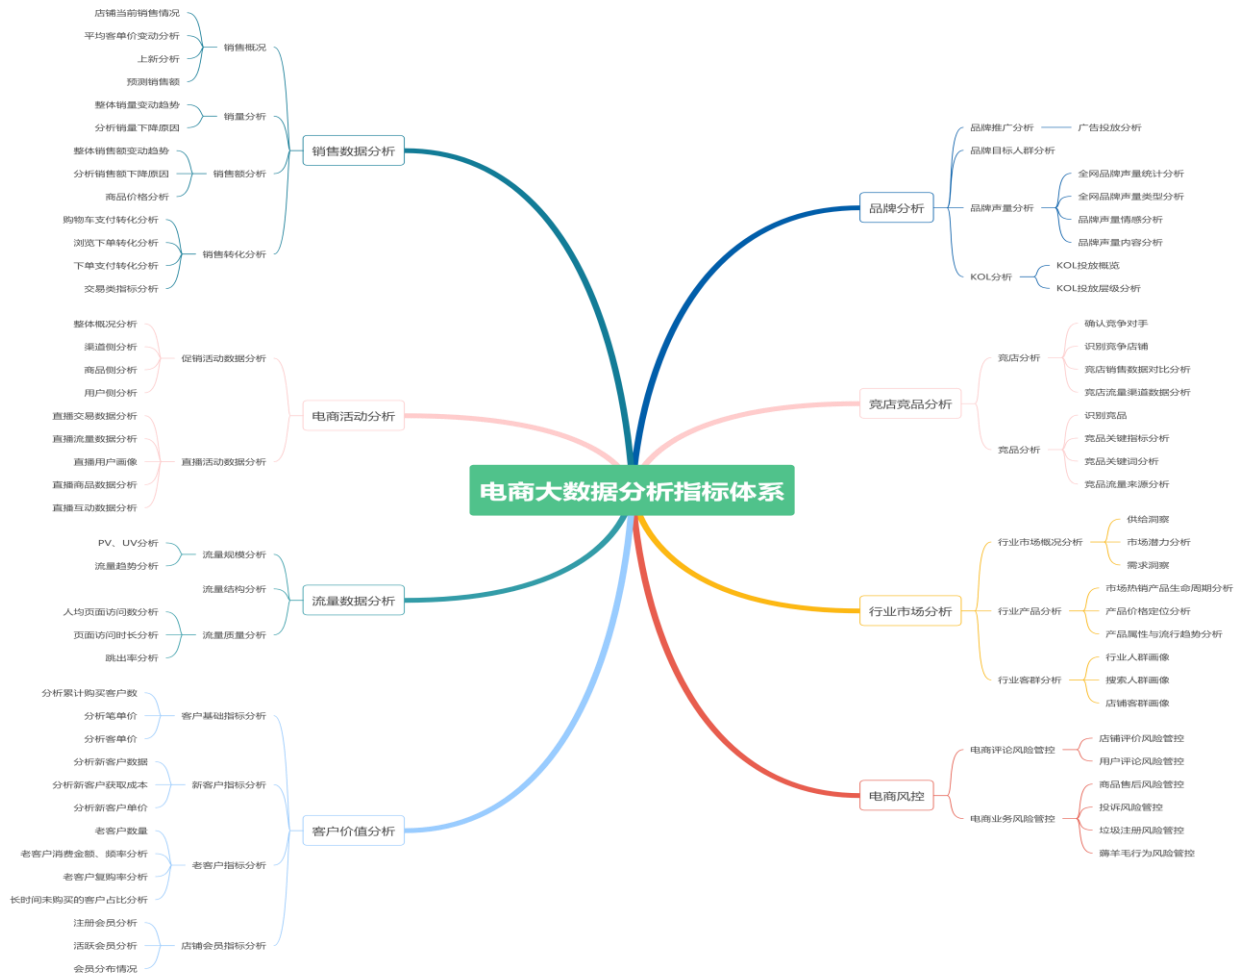 电商大数据分析指标体系
销售数据分析
销售概况
店铺当前销售情况
平均客单价变动分析
上新分析
预测销售额
销量分析
整体销量变动趋势
分析销量下降原因
销售额分析
整体销售额变动趋势
分析销售额下降原因
商品价格分析
销售转化分析
购物车支付转化分析
浏览下单转化分析
下单支付转化分析
交易类指标分析
电商活动分析
促销活动数据分析
整体概况分析
渠道侧分析
商品侧分析
用户侧分析
直播活动数据分析
直播交易数据分析
直播流量数据分析
直播用户画像
直播商品数据分析
直播互动数据分析
流量数据分析
流量规模分析
PV、UV分析
流量趋势分析
流量结构分析
流量质量分析
人均页面访问数分析
页面访问时长分析
跳出率分析
客户价值分析
客户基础指标分析
分析累计购买客户数
分析笔单价
分析客单价
新客户指标分析
分析新客户数据
分析新客户获取成本
分析新客户单价
老客户指标分析
老客户数量
老客户消费金额、频率分析
老客户复购率分析
长时间未购买的客户占比分析
店铺会员指标分析
注册会员分析
活跃会员分析
会员分布情况
品牌分析
品牌推广分析
广告投放分析
品牌目标人群分析
品牌声量分析
全网品牌声量统计分析
全网品牌声量类型分析
品牌声量情感分析
品牌声量内容分析
KOL分析
KOL投放概览
KOL投放层级分析
竞店竞品分析
竞店分析
确认竞争对手
识别竞争店铺
竞店销售数据对比分析
竞店流量渠道数据分析
竞品分析
识别竞品
竞品关键指标分析
竞品关键词分析
竞品流量来源分析
行业市场分析
行业市场概况分析
供给洞察
市场潜力分析
需求洞察
行业产品分析
市场热销产品生命周期分析
产品价格定位分析
产品属性与流行趋势分析
行业客群分析
行业人群画像
搜索人群画像
店铺客群画像
电商风控
电商评论风险管控
店铺评价风险管控
用户评论风险管控
电商业务风险管控
商品售后风险管控
投诉风险管控
垃圾注册风险管控
薅羊毛行为风险管控